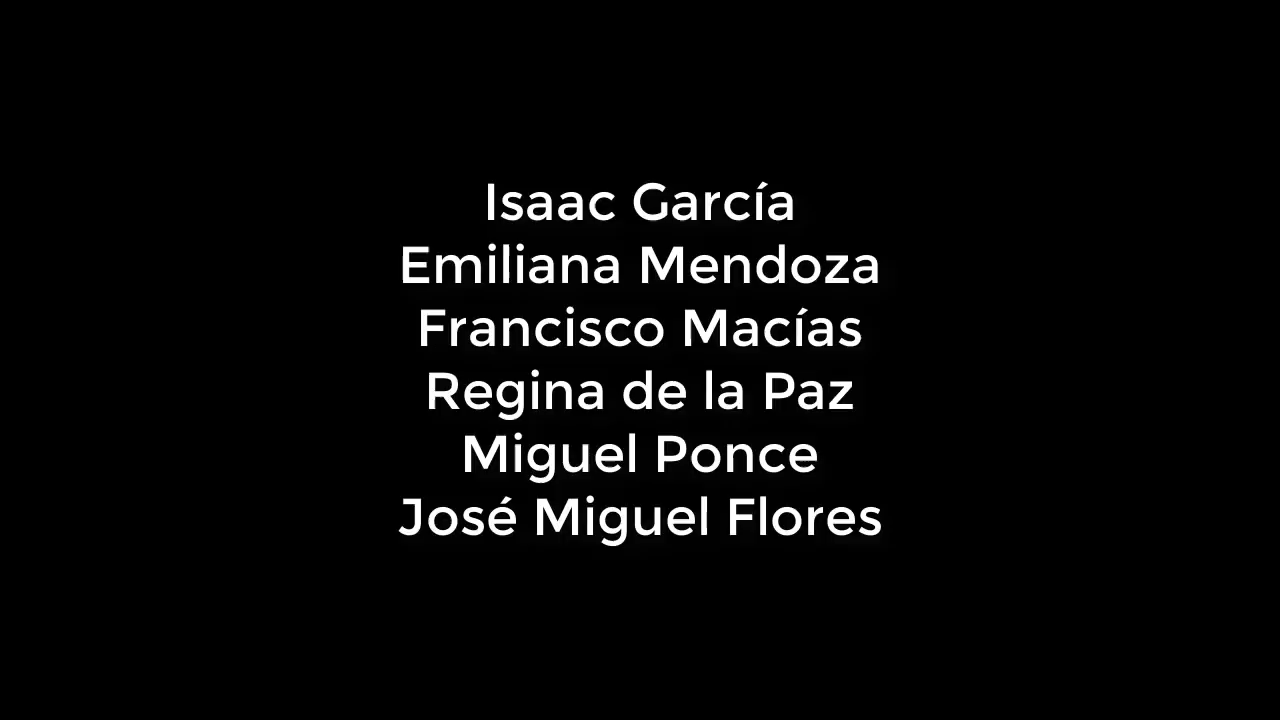 Isaac García
Emiliana Mendoza
Francisco Macías
Regina de la Paz
Miguel Ponce
José Miguel Flores